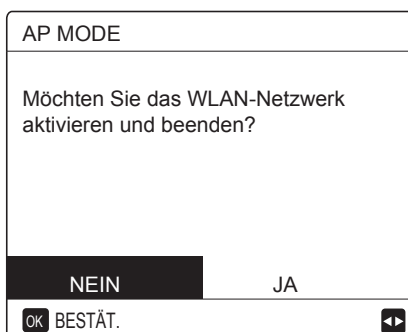 AP MODE
Möchten Sie das WLAN-Netzwerk
aktivieren und beenden?
NEIN JA
OK BESTÄT.